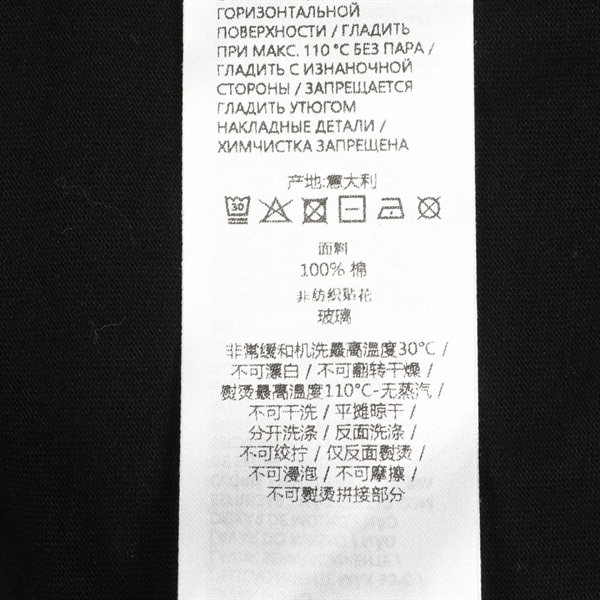 ГОРИЗОНТАЛЬНОЙ
ПОВЕРХНОСТИ / ГЛАДИТЬ
ПРИ МАКС. 110 °С БЕЗ ПАРА /
ГЛАДИТЬ С ИЗНАНОЧНОЙ
СТОРОНЫ / ЗАПРЕЩАЕТСЯ
ГЛАДИТЬ УТЮГОМ
НАКЛАДНЫЕ ДЕТАЛИ /
ХИМЧИСТКА ЗАПРЕЩЕНА
产地:意大利
30
面料
100% 棉
非纺织贴花
玻璃
非常缓和机洗最高温度30°C /
不可漂白 / 不可翻转干燥 /
熨烫最高温度110°C-无蒸汽 /
不可干洗 / 平摊晾干 /
分开洗涤 / 反面洗涤 /
不可绞拧 / 仅反面熨烫 /
不可浸泡 / 不可摩擦 /
不可熨烫拼接部分